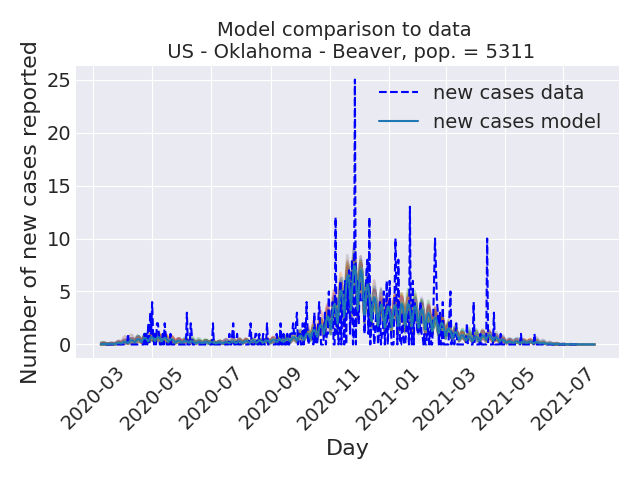 Model comparison to data
US - Oklahoma - Beaver, pop. = 5311
Number of new cases reported
25
20
15
10
5
0
new cases data
new cases model
2020-03
2020-05
2020-07
2020-09
2020-11
2021-01
2021-03
2021-05
2021-07
Day